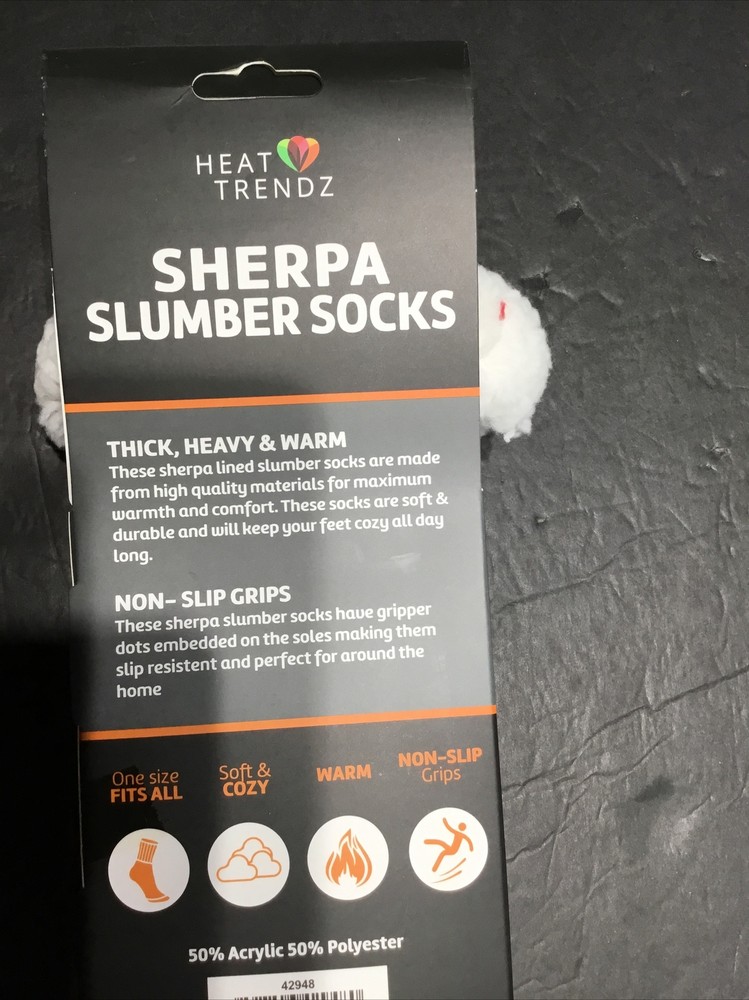 HEAT
TRENDZ
SHERPA
SLUMBER SOCKS
THICK, HEAVY & WARM
These sherpa lined slumber socks are made
from high quality materials for maximum
warmth and comfort. These socks are soft &
durable and will keep your feet cozy all day
long.
NON- SLIP GRIPS
These sherpa slumber socks have gripper
dots embedded on the soles making them
slip resistent and perfect for around the
home
One size
FITS ALL
Soft &
COZY
WARM
NON-SLIP
Grips
50% Acrylic 50% Polyester
42948